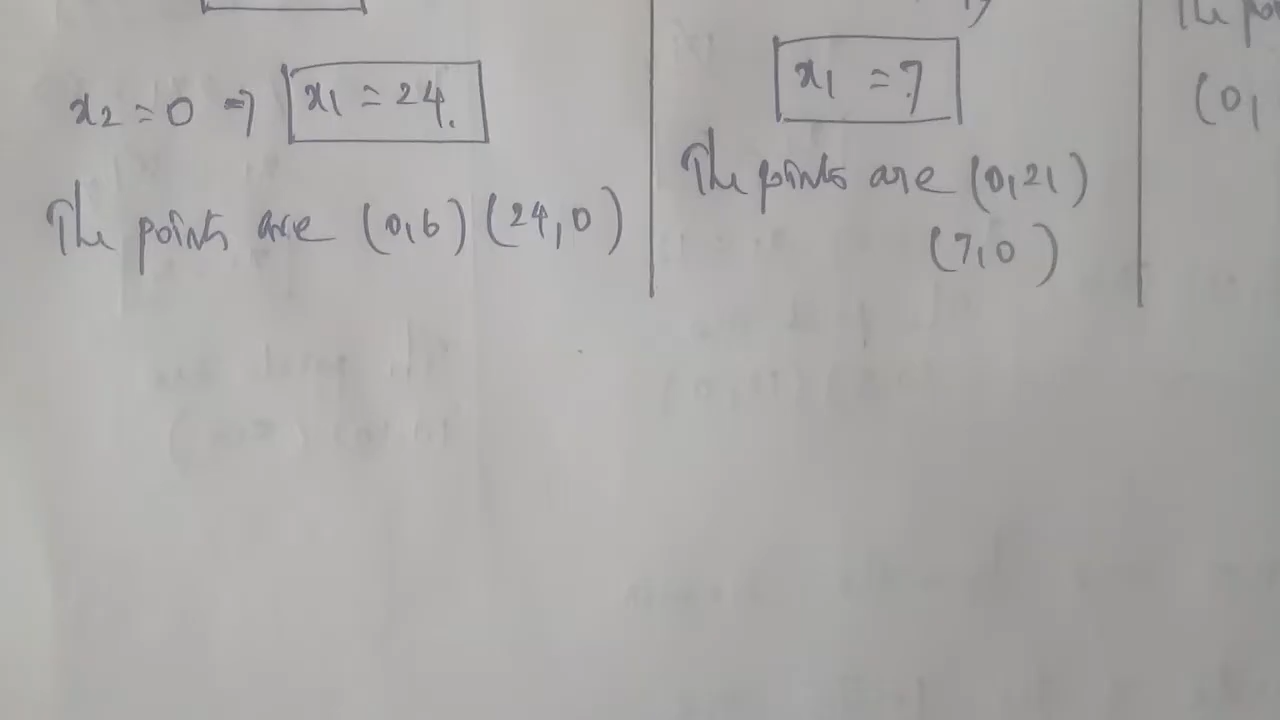 x₂ = 0 ⇒ x₁ = 24.
The points are (0,6) (24,0)
x₁ = 7
The points are (0,21)
(7,0)
The
(0,